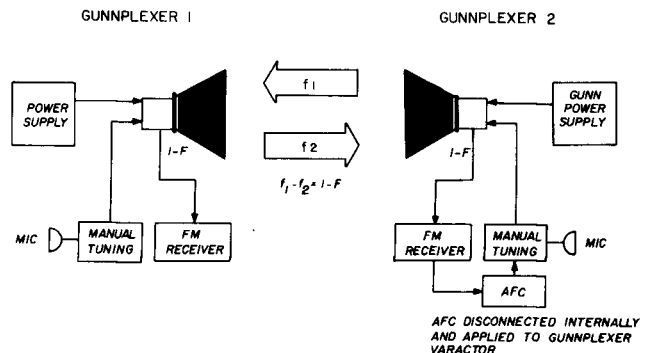 GUNNPLEXER 1
GUNNPLEXER 2
POWER
SUPPLY
f1
GUNN
POWER
SUPPLY
I-F
f2
I-F
f₁-f₂= I-F
MIC
MANUAL
TUNING
FM
RECEIVER
FM
RECEIVER
MANUAL
TUNING
MIC
AFC
AFC DISCONNECTED INTERNALLY
AND APPLIED TO GUNNPLEXER
VARACTOR